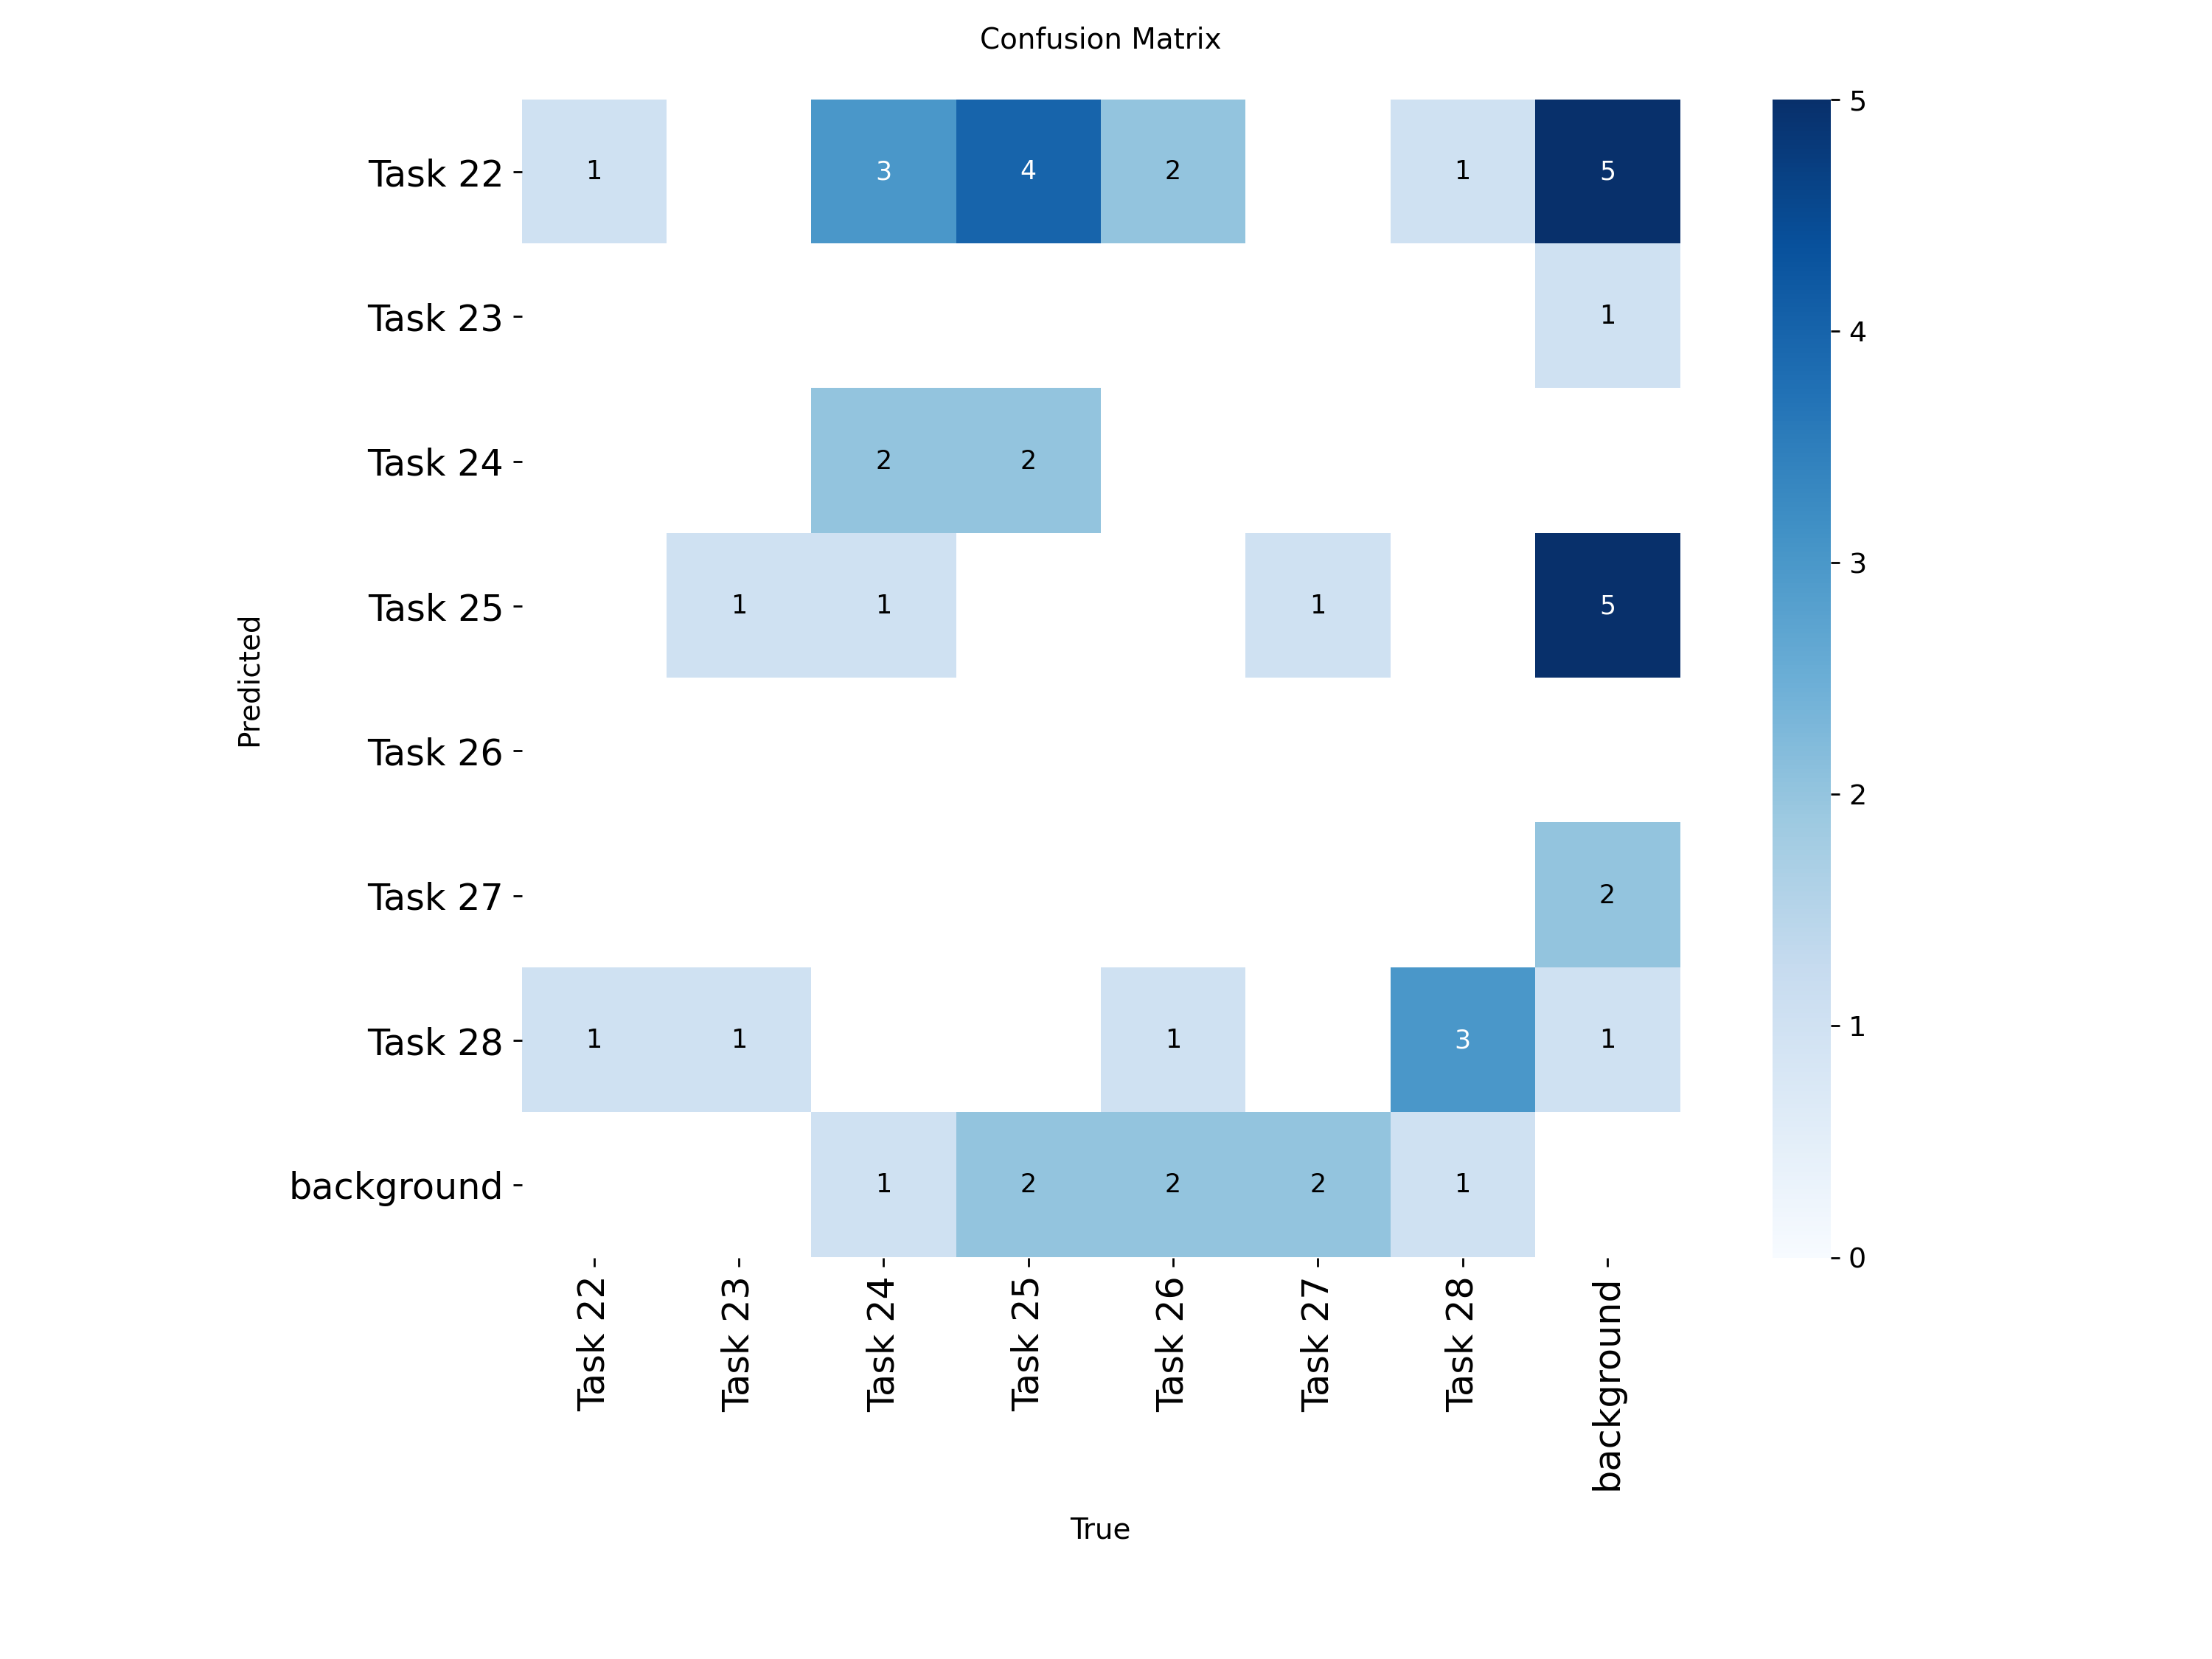 Confusion Matrix
Task 22 1 3 4 2 1 5
Task 23 1
Task 24 2 2
Task 25 1 1 1 5
Task 26
Task 27 2
Task 28 1 1 1 3 1
background 1 2 2 2 1
Predicted
Task 22 Task 23 Task 24 Task 25 Task 26 Task 27 Task 28 background
True
5
4
3
2
1
0